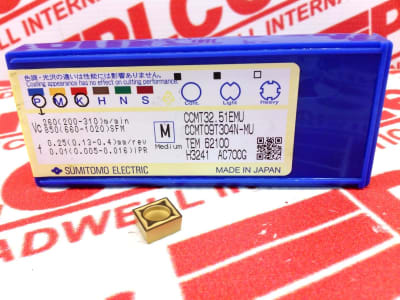 色調・光沢の違いは性能には影響ありません。
Coating appearance has no effect on cutting performance.
P M K H N S
Cont. Light Heavy
Vc 260(200-310)m/min
850(660-1020)SFM
f 0.25(0.13-0.4)mm/rev
0.01(0.005-0.016)IPR
M
Medium
CCMT32.51EMU
CCMT09T304N-MU
TEM B2100
H3241 AC700G
SUMITOMO ELECTRIC
MADE IN JAPAN
RADWELL INTERNATIONAL